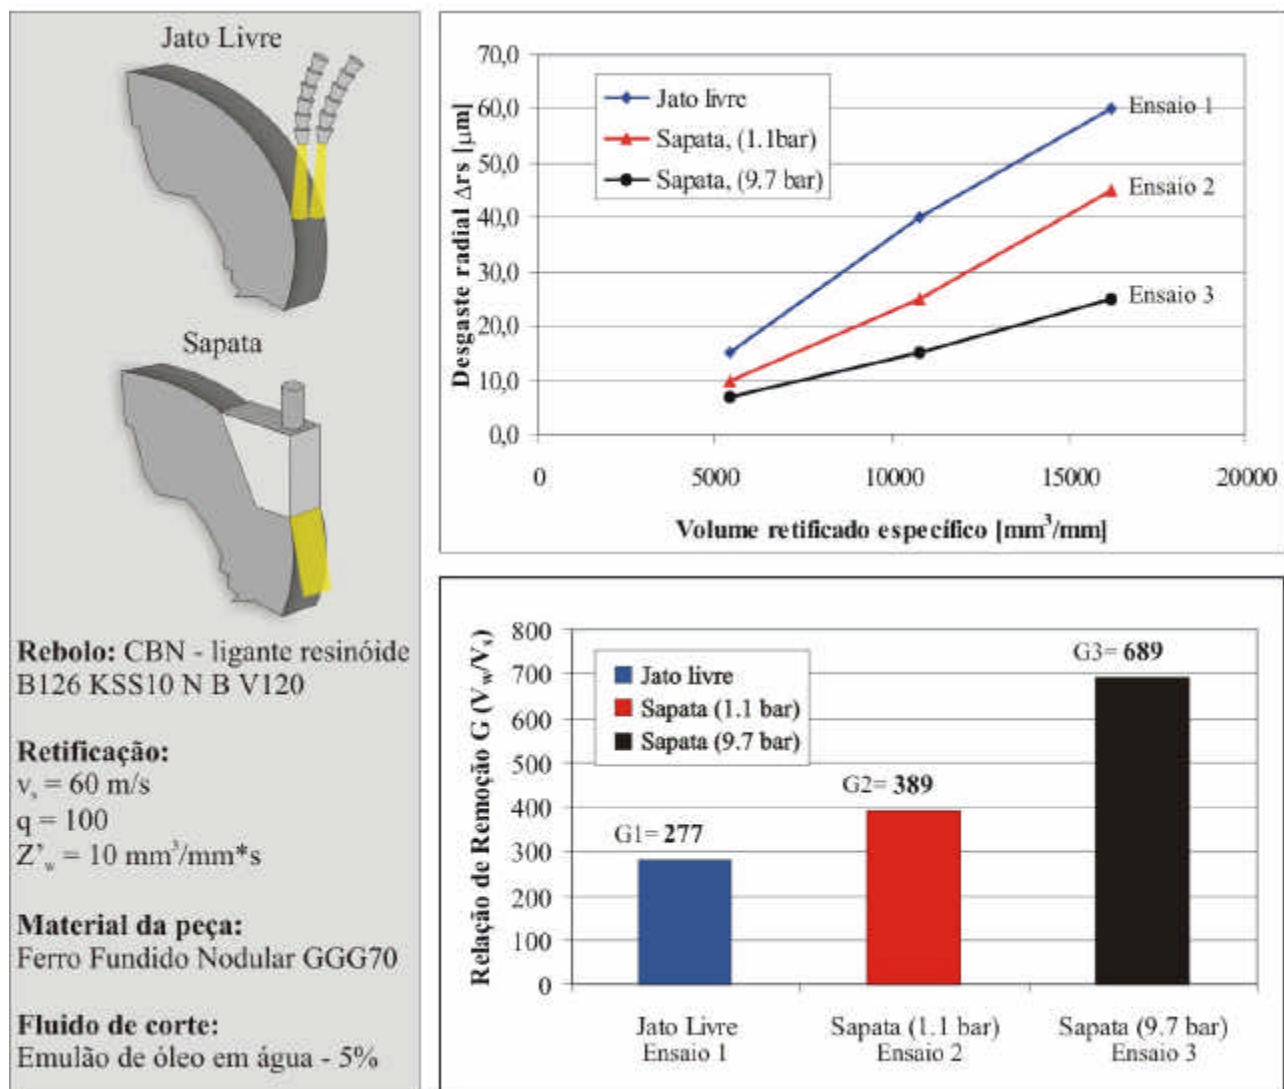 Jato Livre
Sapata
Rebolo: CBN - ligante resinóide
B126 KSS10 N B V120
Retificação:
vₛ = 60 m/s
q = 100
Z'w = 10 mm³/mm*s
Material da peça:
Ferro Fundido Nodular GGG70
Fluido de corte:
Emulão de óleo em água - 5%
Desgaste radial Δrs [μm]
70,0
60,0
50,0
40,0
30,0
20,0
10,0
0,0
Jato livre
Sapata, (1.1bar)
Sapata, (9.7 bar)
Ensaio 1
Ensaio 2
Ensaio 3
0 5000 10000 15000 20000
Volume retificado específico [mm³/mm]
Relação de Remoção G (Vw/Vₛ)
800
700
600
500
400
300
200
100
0
Jato livre
Sapata (1.1 bar)
Sapata (9.7 bar)
G1= 277
G2= 389
G3= 689
Jato Livre
Ensaio 1
Sapata (1.1 bar)
Ensaio 2
Sapata (9.7 bar)
Ensaio 3